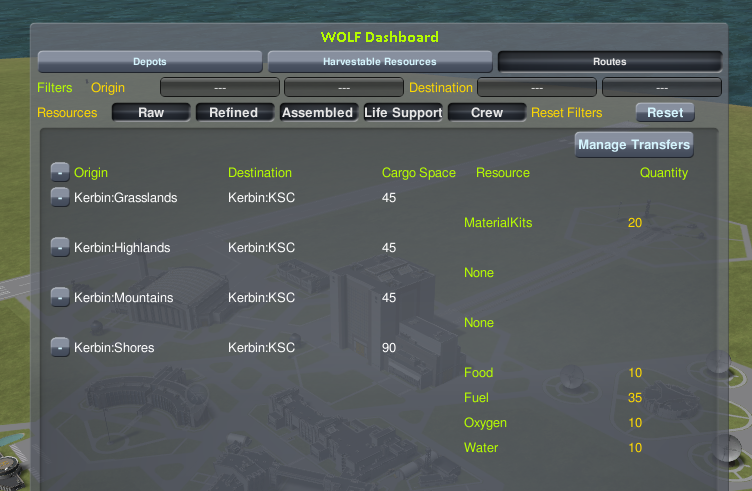 WOLF Dashboard
Depots Harvestable Resources Routes
Filters Origin --- --- Destination --- ---
Resources Raw Refined Assembled Life Support Crew Reset Filters Reset
Manage Transfers
- Origin Destination Cargo Space Resource Quantity
- Kerbin:Grasslands Kerbin:KSC 45
MaterialKits 20
- Kerbin:Highlands Kerbin:KSC 45
None
- Kerbin:Mountains Kerbin:KSC 45
None
- Kerbin:Shores Kerbin:KSC 90
Food 10
Fuel 35
Oxygen 10
Water 10